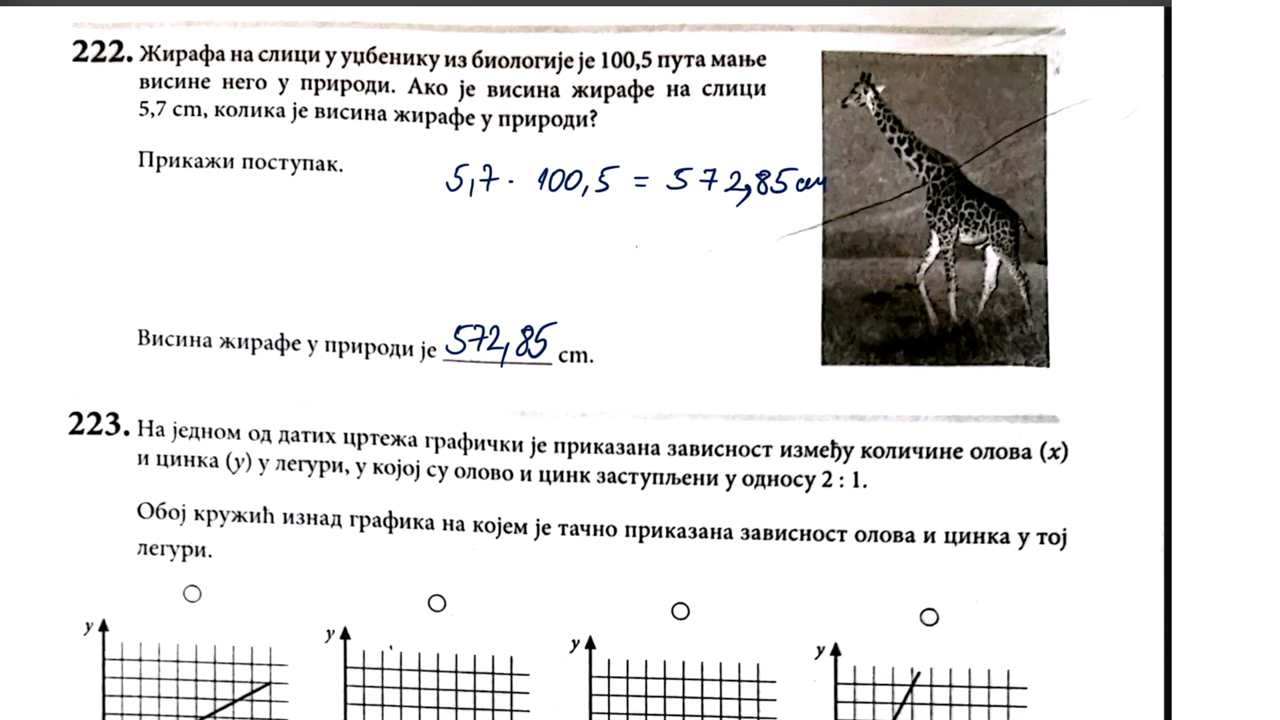 222. Жирафа на слици у уџбенику из биологије је 100,5 пута мање
висине него у природи. Ако је висина жирафе на слици
5,7 cm, колика је висина жирафе у природи?
Прикажи поступак.
5,7 · 100,5 = 572,85 cm
Висина жирафе у природи је 572,85 cm.
223. На једном од датих цртежа графички је приказана зависност између количине олова (x)
и цинка (y) у легури, у којој су олово и цинк заступљени у односу 2 : 1.
Обој кружић изнад графика на којем је тачно приказана зависност олова и цинка у тој
легури.
y y y y